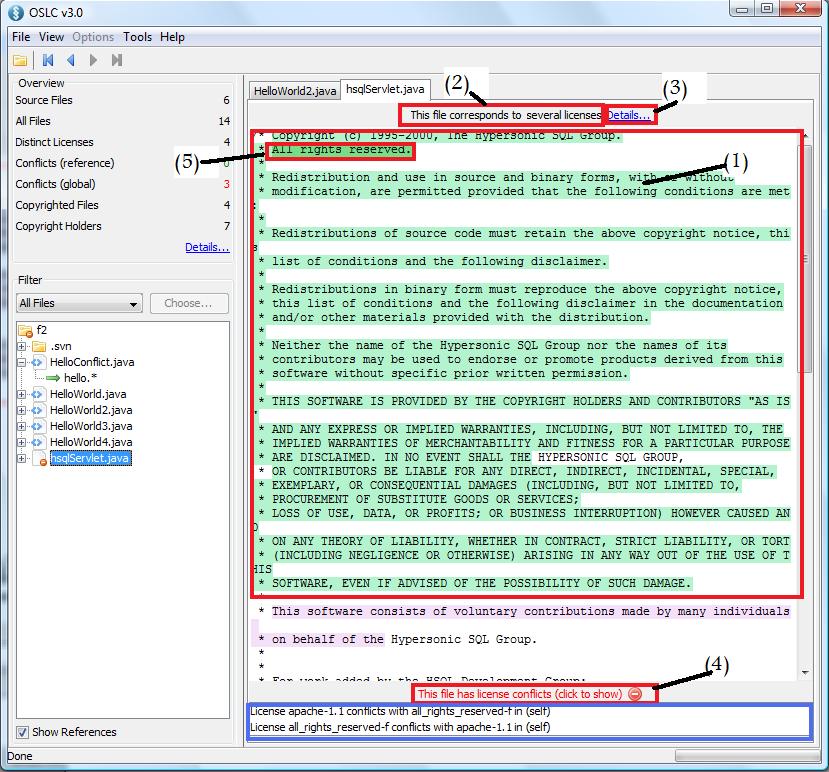 OSLC v3.0
File View Options Tools Help
Overview
Source Files 6
All Files 14
Distinct Licenses 4
Conflicts (reference) 0
Conflicts (global) 3
Copyrighted Files 4
Copyright Holders 7
Details...
Filter
All Files Choose...
f2
.svn
HelloConflict.java
hello.*
HelloWorld.java
HelloWorld2.java
HelloWorld3.java
HelloWorld4.java
hsqlServlet.java
Show References
HelloWorld2.java hsqlServlet.java
(2)
(3)
This file corresponds to several licenses Details...
* Copyright (c) 1995-2000, The Hypersonic SQL Group.
(5)
* All rights reserved.
(1)
*
* Redistribution and use in source and binary forms, with or without
* modification, are permitted provided that the following conditions are met
:
*
* Redistributions of source code must retain the above copyright notice, thi
s
* list of conditions and the following disclaimer.
*
* Redistributions in binary form must reproduce the above copyright notice,
* this list of conditions and the following disclaimer in the documentation
* and/or other materials provided with the distribution.
*
* Neither the name of the Hypersonic SQL Group nor the names of its
* contributors may be used to endorse or promote products derived from this
* software without specific prior written permission.
*
* THIS SOFTWARE IS PROVIDED BY THE COPYRIGHT HOLDERS AND CONTRIBUTORS "AS IS
"
* AND ANY EXPRESS OR IMPLIED WARRANTIES, INCLUDING, BUT NOT LIMITED TO, THE
* IMPLIED WARRANTIES OF MERCHANTABILITY AND FITNESS FOR A PARTICULAR PURPOSE
* ARE DISCLAIMED. IN NO EVENT SHALL THE HYPERSONIC SQL GROUP,
* OR CONTRIBUTORS BE LIABLE FOR ANY DIRECT, INDIRECT, INCIDENTAL, SPECIAL,
* EXEMPLARY, OR CONSEQUENTIAL DAMAGES (INCLUDING, BUT NOT LIMITED TO,
* PROCUREMENT OF SUBSTITUTE GOODS OR SERVICES;
* LOSS OF USE, DATA, OR PROFITS; OR BUSINESS INTERRUPTION) HOWEVER CAUSED AN
D
* ON ANY THEORY OF LIABILITY, WHETHER IN CONTRACT, STRICT LIABILITY, OR TORT
* (INCLUDING NEGLIGENCE OR OTHERWISE) ARISING IN ANY WAY OUT OF THE USE OF T
HIS
* SOFTWARE, EVEN IF ADVISED OF THE POSSIBILITY OF SUCH DAMAGE.
*
* This software consists of voluntary contributions made by many individuals
* on behalf of the Hypersonic SQL Group.
*
*
* For work added by the HSQL Development Group:
(4)
This file has license conflicts (click to show)
License apache-1.1 conflicts with all_rights_reserved-f in (self)
License all_rights_reserved-f conflicts with apache-1.1 in (self)
Done